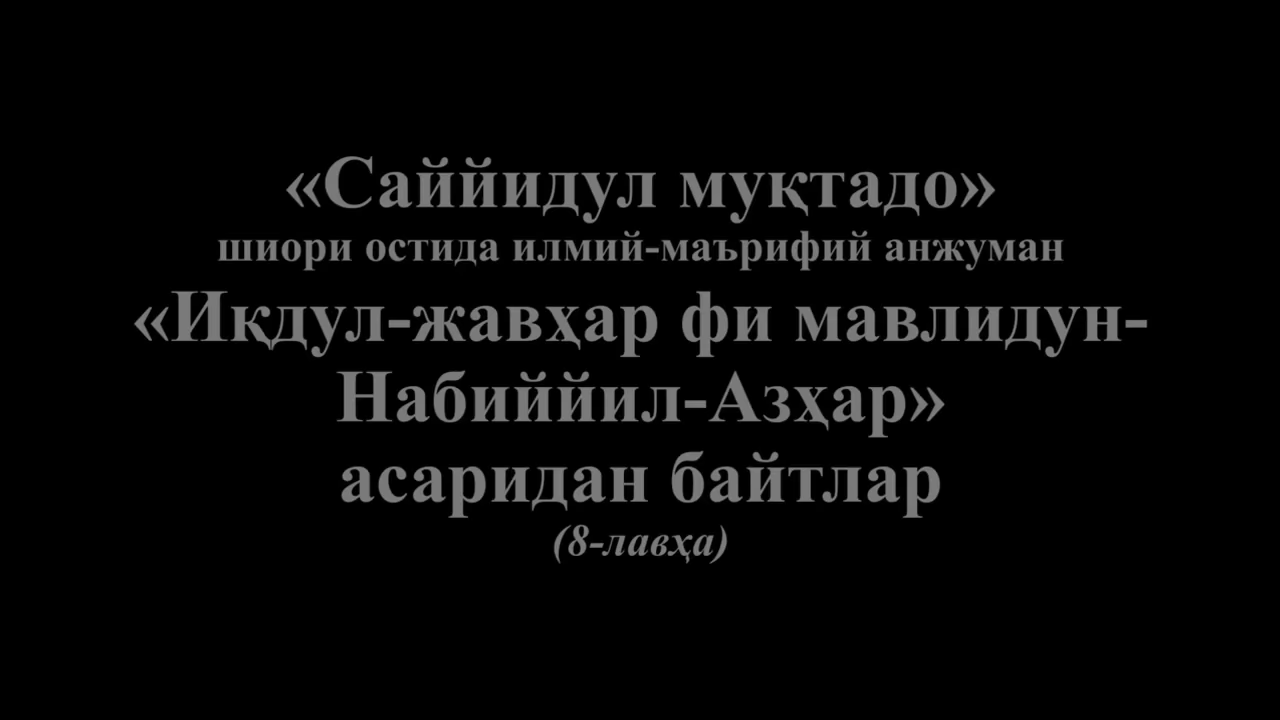 «Саййидул муқтадо»
шиори остида илмий-маърифий анжуман
«Иқдул-жавҳар фи мавлидун-
Набиййил-Азҳар»
асаридан байтлар
(8-лавҳа)